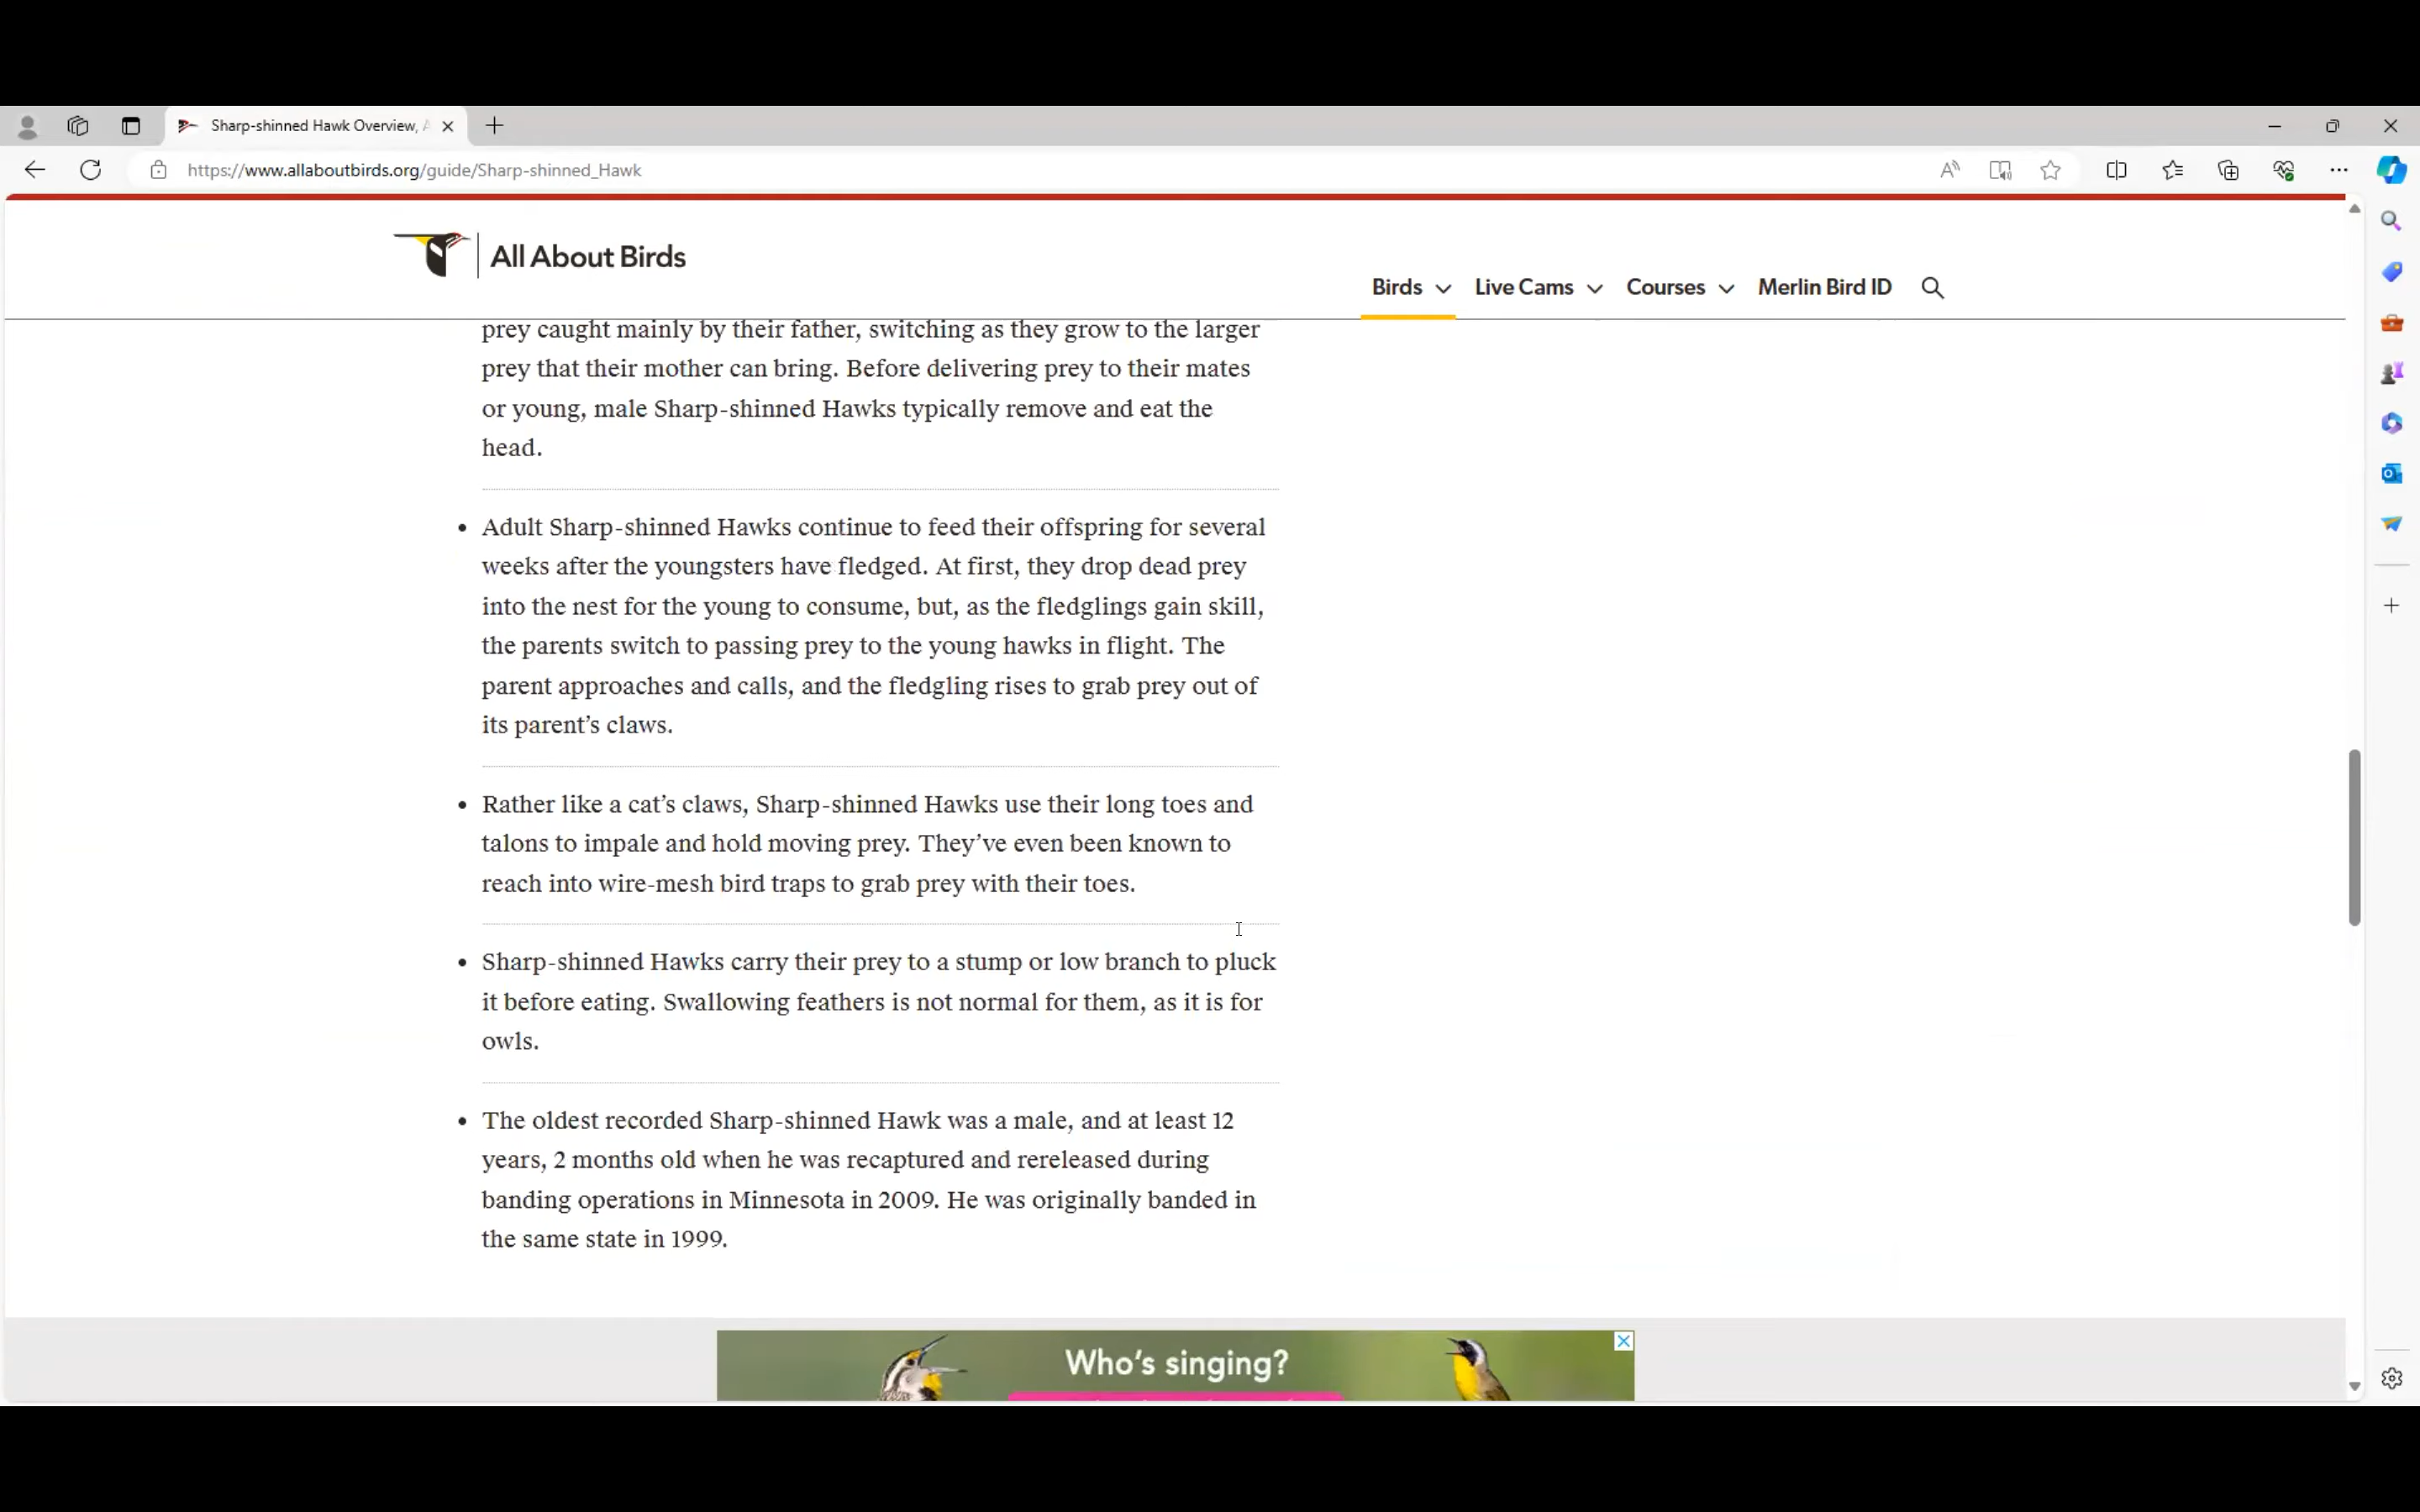 Sharp-shinned Hawk Overview, A
https://www.allaboutbirds.org/guide/Sharp-shinned_Hawk
All About Birds
Birds Live Cams Courses Merlin Bird ID
prey caught mainly by their father, switching as they grow to the larger
prey that their mother can bring. Before delivering prey to their mates
or young, male Sharp-shinned Hawks typically remove and eat the
head.
• Adult Sharp-shinned Hawks continue to feed their offspring for several
weeks after the youngsters have fledged. At first, they drop dead prey
into the nest for the young to consume, but, as the fledglings gain skill,
the parents switch to passing prey to the young hawks in flight. The
parent approaches and calls, and the fledgling rises to grab prey out of
its parent’s claws.
• Rather like a cat’s claws, Sharp-shinned Hawks use their long toes and
talons to impale and hold moving prey. They’ve even been known to
reach into wire-mesh bird traps to grab prey with their toes.
• Sharp-shinned Hawks carry their prey to a stump or low branch to pluck
it before eating. Swallowing feathers is not normal for them, as it is for
owls.
• The oldest recorded Sharp-shinned Hawk was a male, and at least 12
years, 2 months old when he was recaptured and rereleased during
banding operations in Minnesota in 2009. He was originally banded in
the same state in 1999.
Who’s singing?